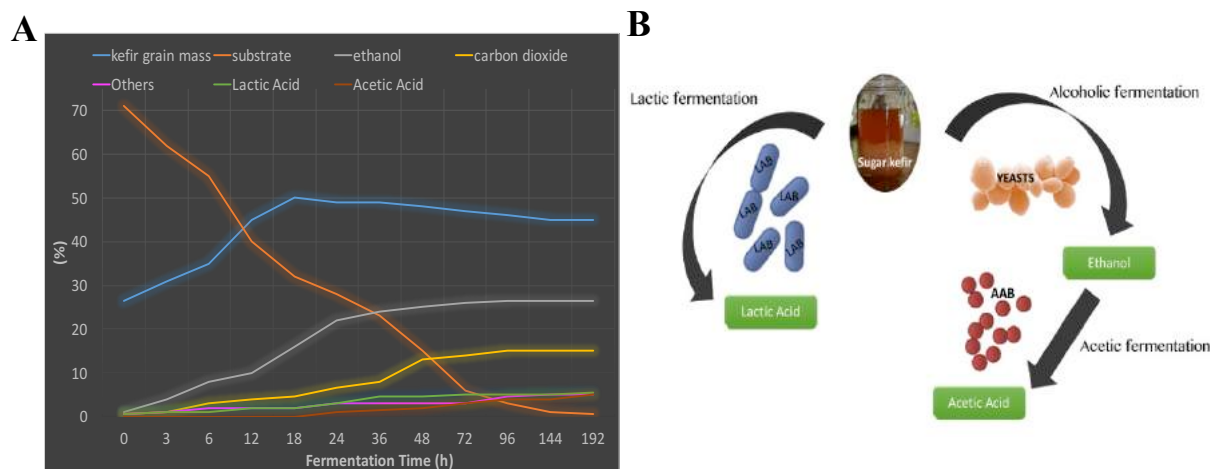 A
kefir grain mass substrate ethanol carbon dioxide
Others Lactic Acid Acetic Acid
70
60
50
40
30
20
10
0
(%)
0 3 6 12 18 24 36 48 72 96 144 192
Fermentation Time (h)
B
Lactic fermentation
Alcoholic fermentation
Sugar kefir
LAB
LAB
LAB
LAB
LAB
YEASTS
Ethanol
AAB
Lactic Acid
Acetic fermentation
Acetic Acid